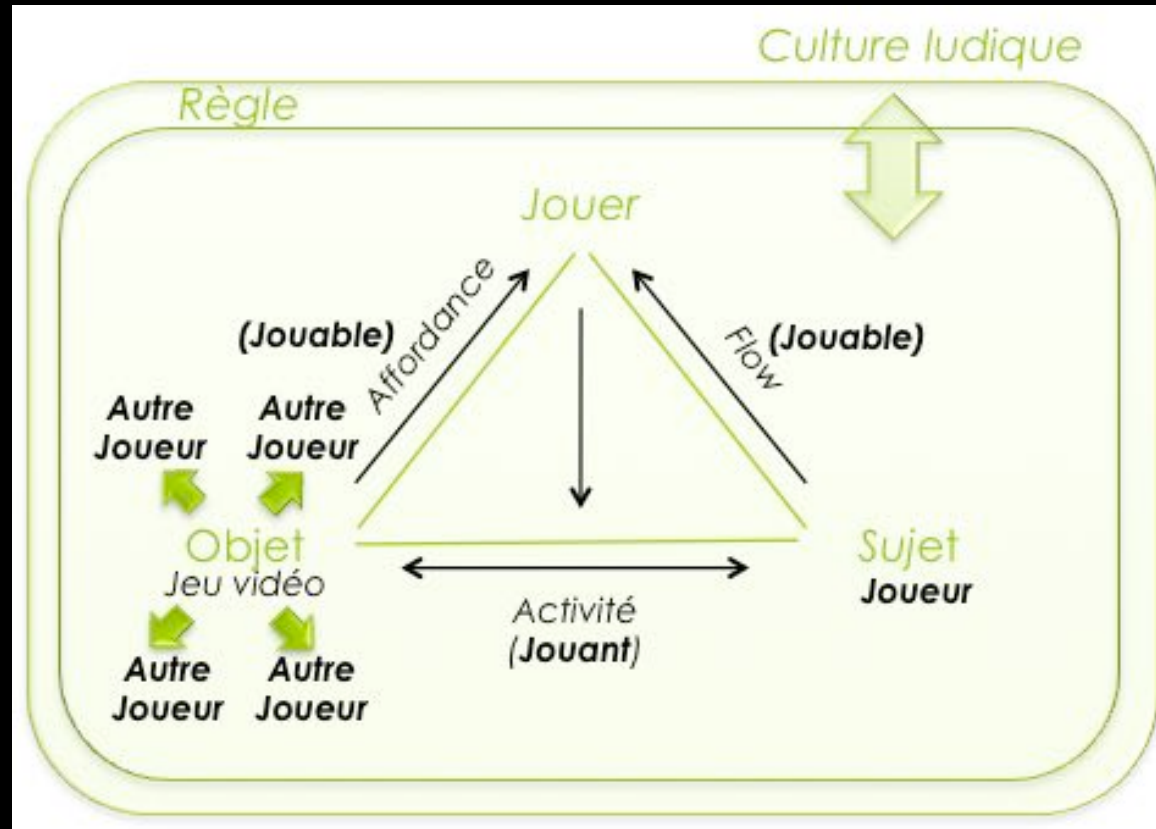 Culture ludique
Règle
Jouer
(Jouable)
Affordance
Flow
(Jouable)
Autre
Joueur
Autre
Joueur
Objet
Jeu vidéo
Sujet
Joueur
Activité
(Jouant)
Autre
Joueur
Autre
Joueur